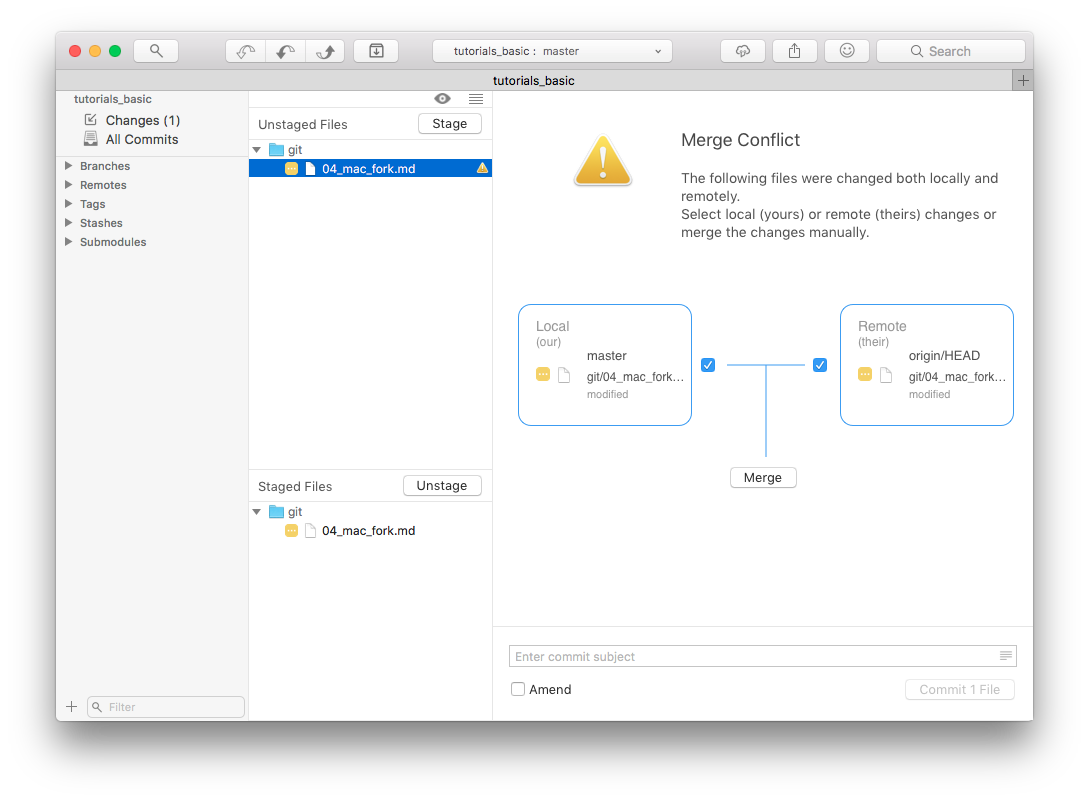 tutorials_basic : master
Search
tutorials_basic
tutorials_basic
Changes (1)
All Commits
Branches
Remotes
Tags
Stashes
Submodules
Filter
Unstaged Files
Stage
git
04_mac_fork.md
Staged Files
Unstage
git
04_mac_fork.md
Merge Conflict
The following files were changed both locally and
remotely.
Select local (yours) or remote (theirs) changes or
merge the changes manually.
Local
(our)
master
git/04_mac_fork...
modified
Remote
(their)
origin/HEAD
git/04_mac_fork...
modified
Merge
Enter commit subject
Amend
Commit 1 File